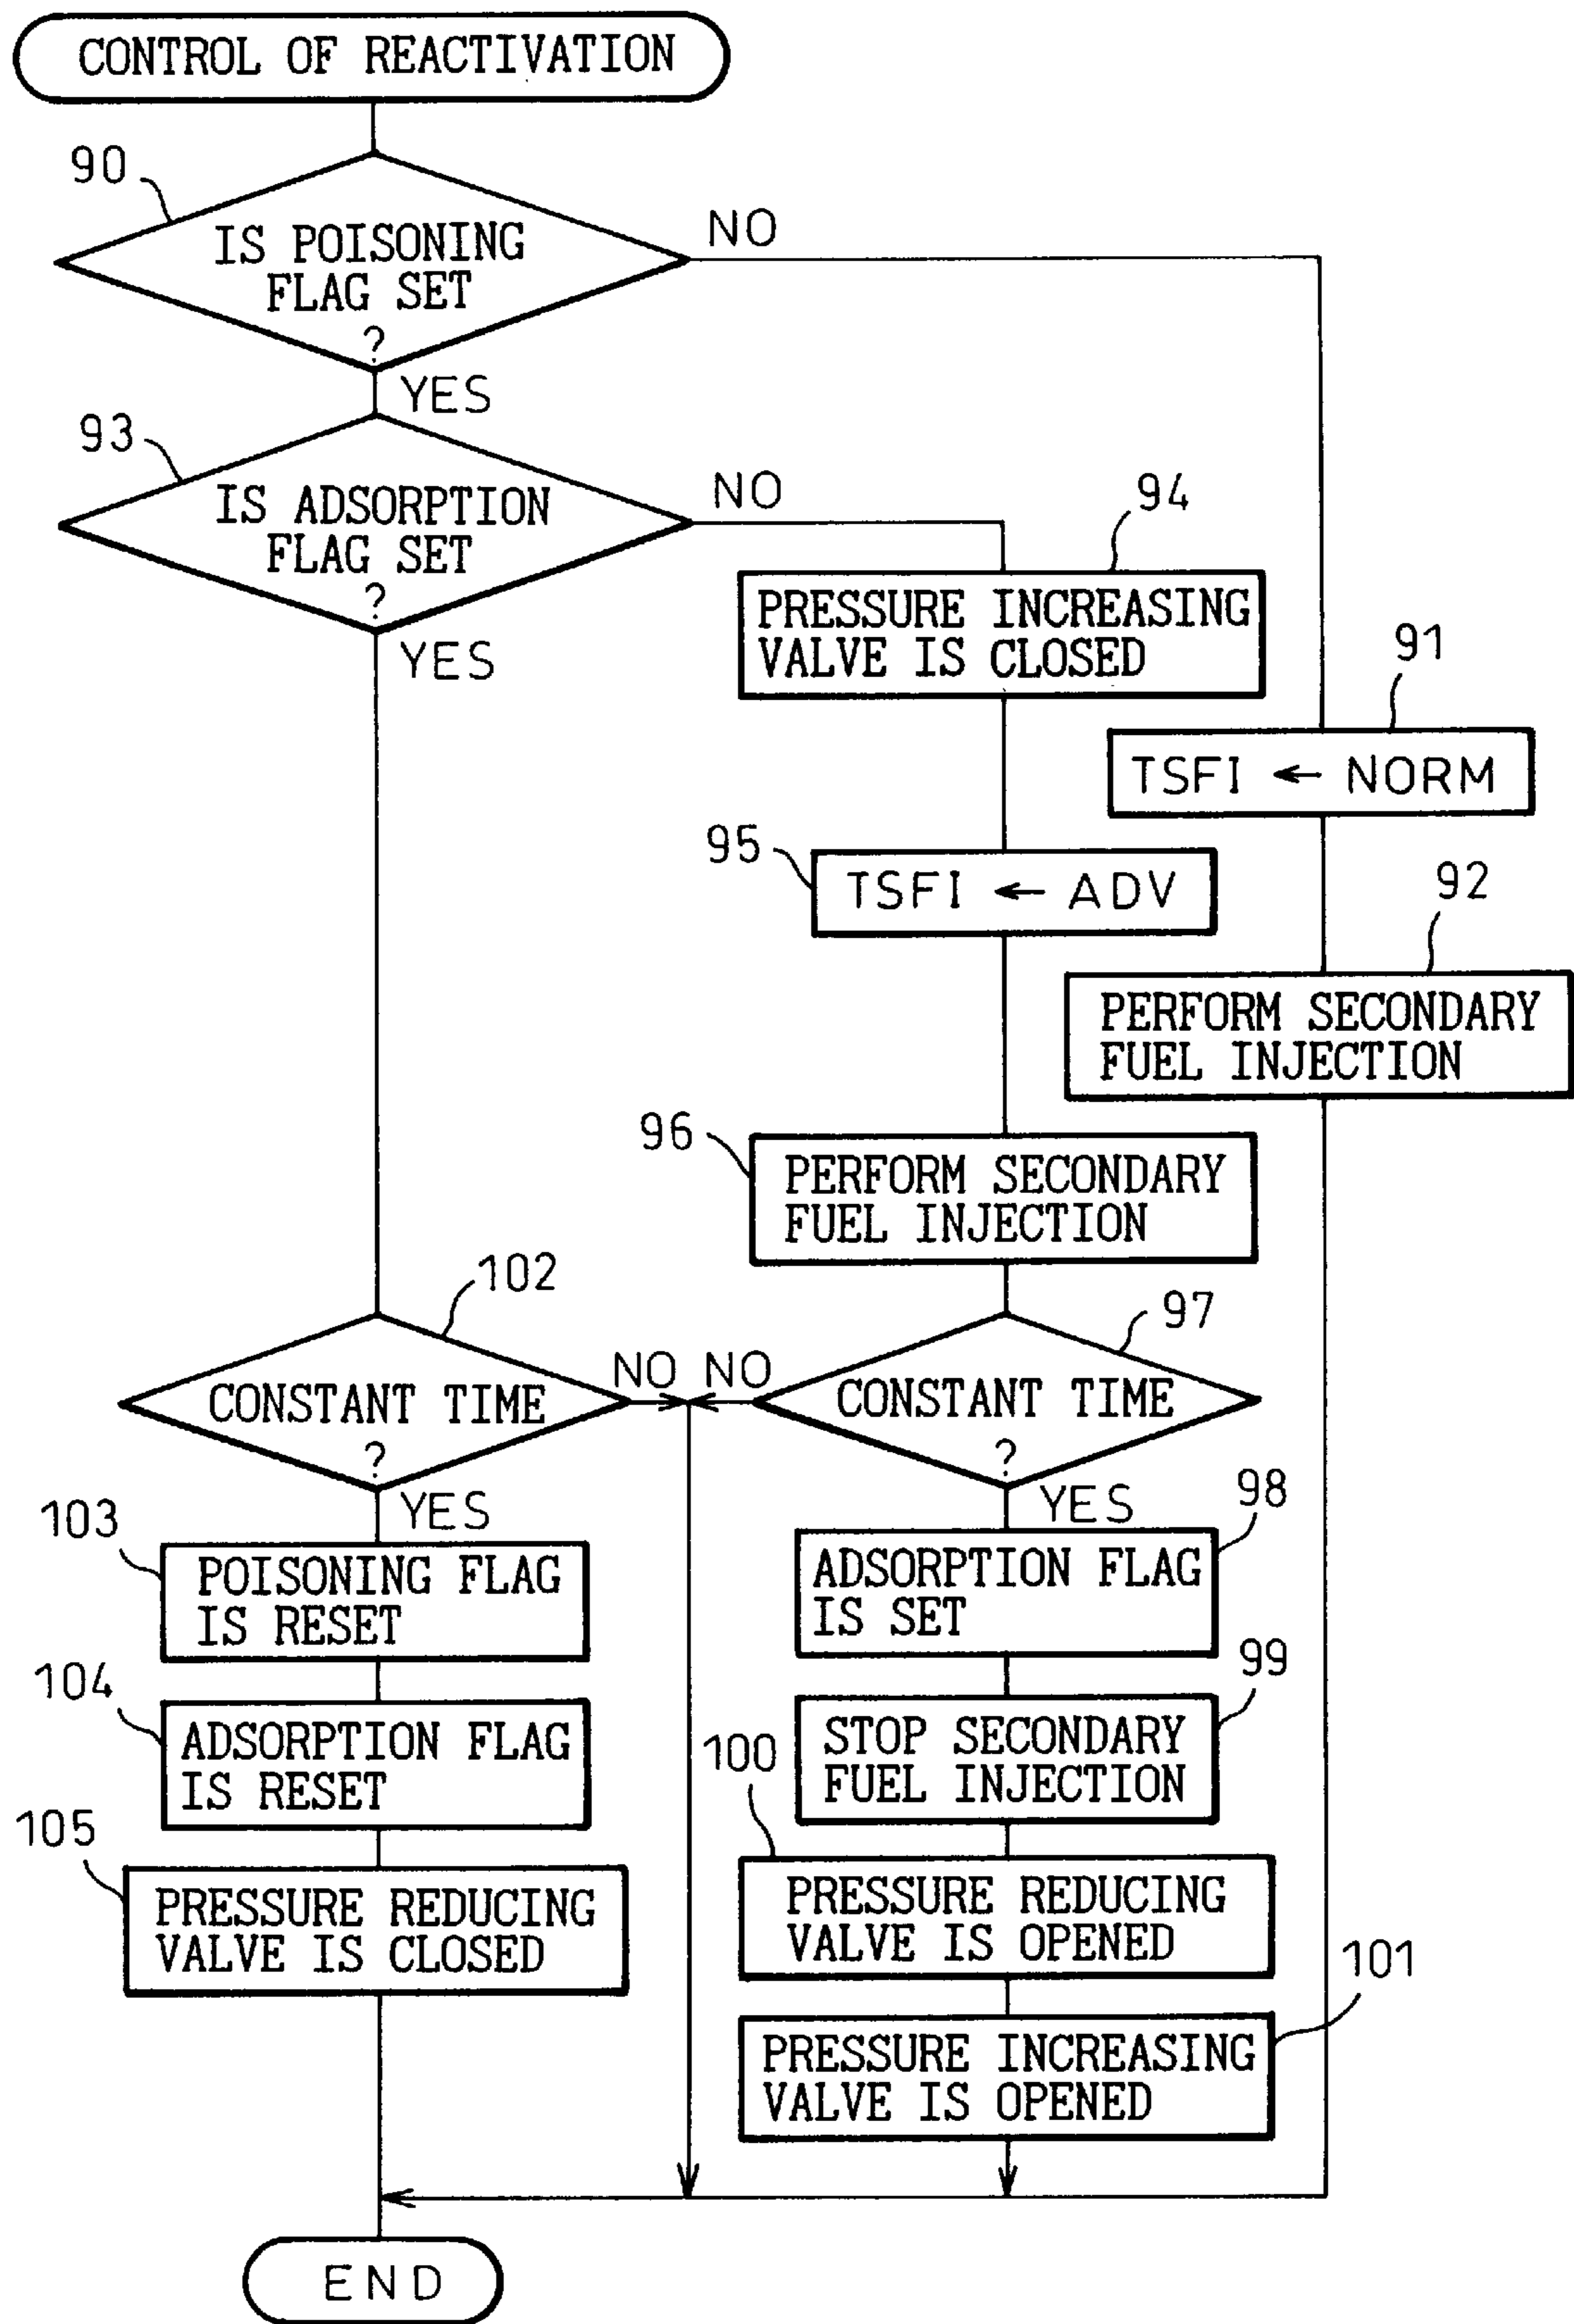 CONTROL OF REACTIVATION
90
IS POISONING
FLAG SET
?
NO
YES
93
IS ADSORPTION
FLAG SET
?
NO
YES
94
PRESSURE INCREASING
VALVE IS CLOSED
91
TSFI ← NORM
95
TSFI ← ADV
92
PERFORM SECONDARY
FUEL INJECTION
96
PERFORM SECONDARY
FUEL INJECTION
102
CONSTANT TIME
?
NO
YES
97
NO
CONSTANT TIME
?
YES
103
POISONING FLAG
IS RESET
98
ADSORPTION FLAG
IS SET
104
ADSORPTION FLAG
IS RESET
99
STOP SECONDARY
FUEL INJECTION
105
PRESSURE REDUCING
VALVE IS CLOSED
100
PRESSURE REDUCING
VALVE IS OPENED
101
PRESSURE INCREASING
VALVE IS OPENED
END